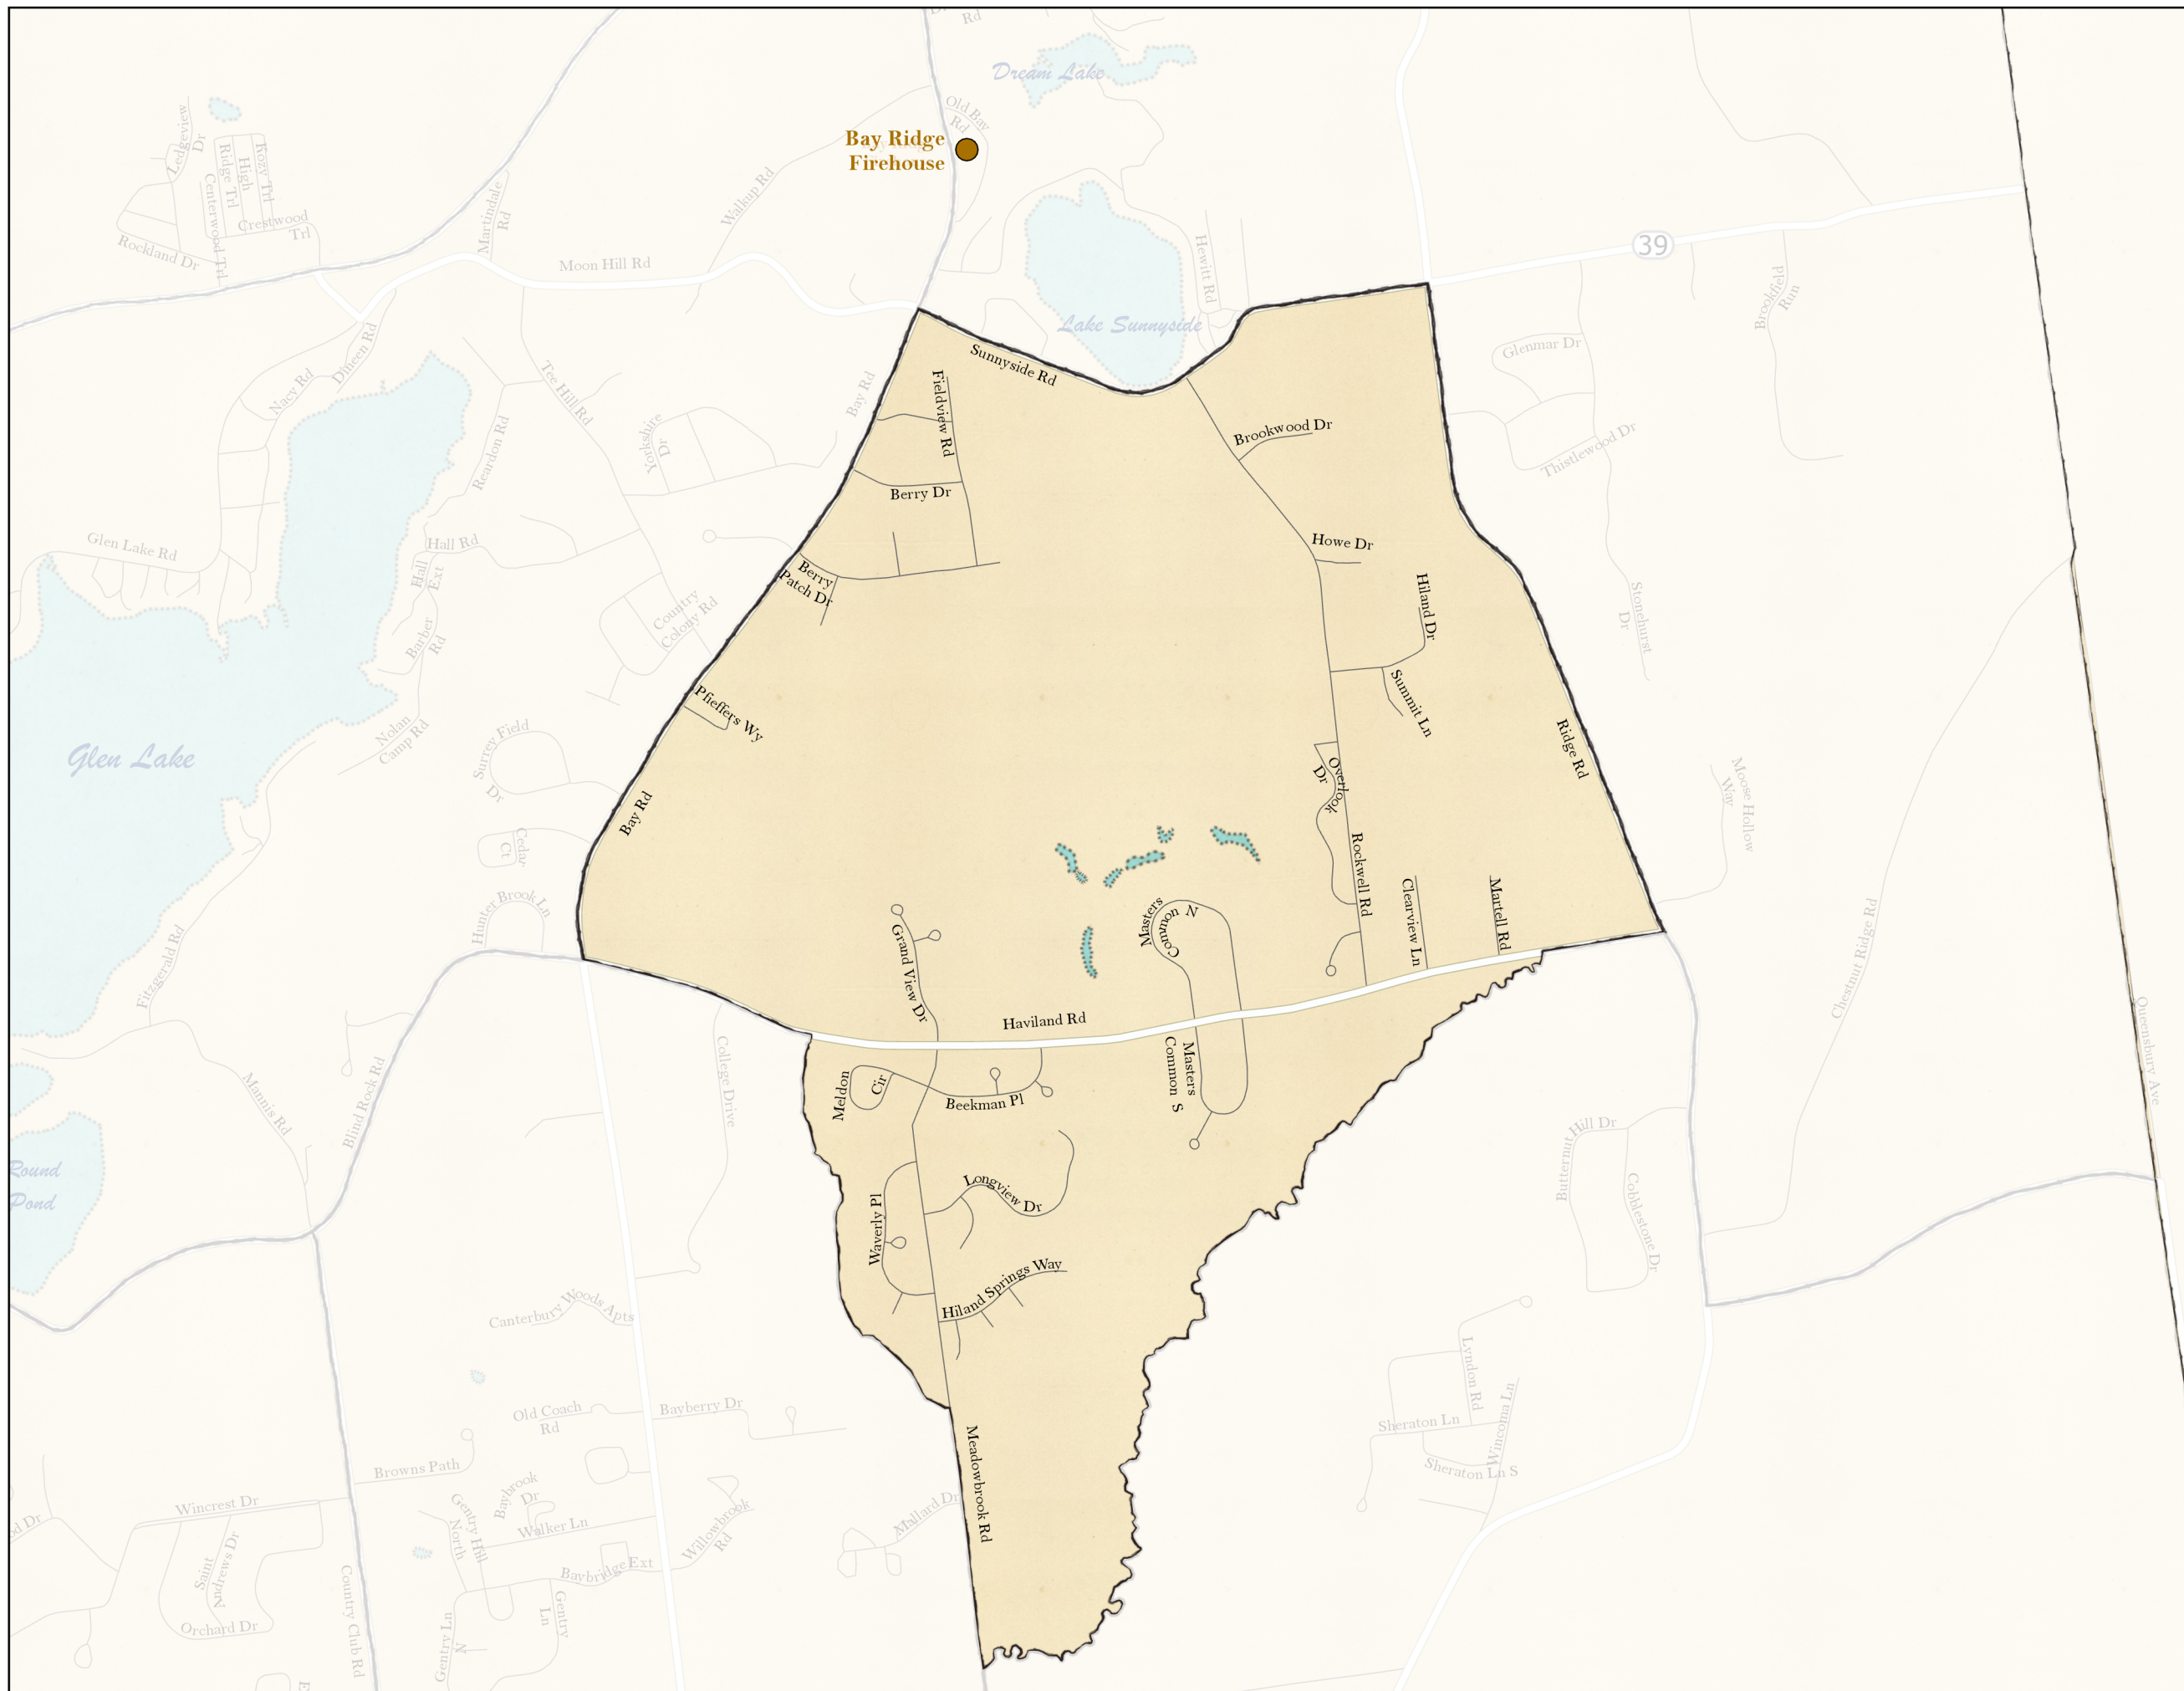 Rd
Dream Lake
Old Bay
Rd
Bay Ridge
Firehouse
Ledgeview
Dr
Ridge Trl
High
Kozy Trl
Centerwood Trl
Crestwood
Trl
Rockland Dr
Martindale
Rd
Walkup Rd
Moon Hill Rd
Hewitt Rd
39
Brookfield
Run
Lake Sunnyside
Sunnyside Rd
Glenmar Dr
Dineen Rd
Nacy Rd
Tee Hill Rd
Bay Rd
Fieldview Rd
Yorkshire
Dr
Reardon Rd
Brookwood Dr
Thistlewood Dr
Berry Dr
Glen Lake Rd
Hall Rd
Hall
Ext
Howe Dr
Berry
Patch Dr
Hiland Dr
Country
Colony Rd
Barber
Rd
Stonehurst
Dr
Summit Ln
Pfieffers Wy
Nolan
Camp Rd
Glen Lake
Surrey Field
Dr
Ridge Rd
Moose Hollow
Way
Overlook
Dr
Bay Rd
Cedar
Ct
Rockwell Rd
Clearview Ln
Martell Rd
Hunter Brook Ln
Masters
Common N
Grand View Dr
Fitzgerald Rd
Chestnut Ridge Rd
Queensbury Ave
Haviland Rd
College Drive
Masters
Common S
Meldon
Cir
Beekman Pl
Mannis Rd
Blind Rock Rd
Butternut Hill Dr
Cobblestone Dr
Round
Pond
Longview Dr
Waverly Pl
Hiland Springs Way
Canterbury Woods Apts
Lyndon Rd
Wincoma Ln
Sheraton Ln
Sheraton Ln S
Old Coach
Rd
Bayberry Dr
Browns Path
Meadowbrook Rd
Baybrook
Dr
Gentry Hill
North
Wincrest Dr
Walker Ln
Willowbrook
Rd
Mallard Dr
Saint
Andrews Dr
Baybridge Ext
Country Club Rd
Gentry
Ln
Orchard Dr
Gentry Ln
N